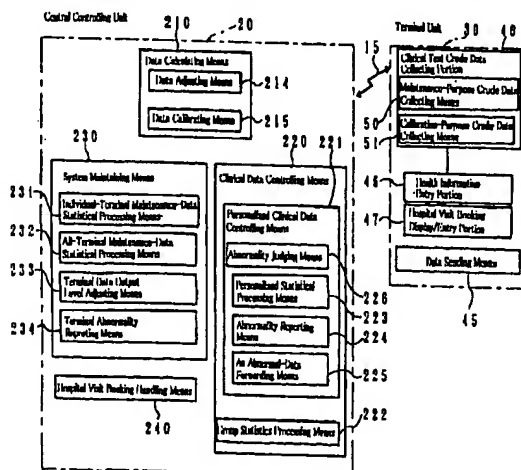 Central Controlling Unit
20
210
Data Calculating Means
Data Adjusting Means
214
Data Calibrating Means
215
15
Terminal Unit
30
46
Clinical Test Crude Data
Collecting Portion
Maintenance-Purpose Crude Data
Collecting Means
50
Calibration-Purpose Crude Data
Collecting Means
51
Health Information
Entry Portion
48
Hospital Visit Booking
Display/Entry Portion
47
Data Sending Means
45
230
System Maintaining Means
231
Individual-Terminal Maintenance-Data
Statistical Processing Means
232
All-Terminal Maintenance-Data
Statistical Processing Means
233
Terminal Data Output
Level Adjusting Means
234
Terminal Abnormality
Reporting Means
Hospital Visit Booking Handling Means
240
220
221
Clinical Data Controlling Means
Personalized Clinical Data
Controlling Means
Abnormality Judging Means
226
Personalized Statistical
Processing Means
223
Abnormality Reporting
Means
224
An Abnormal-Data
Forwarding Means
225
Group Statistics Processing Means
222